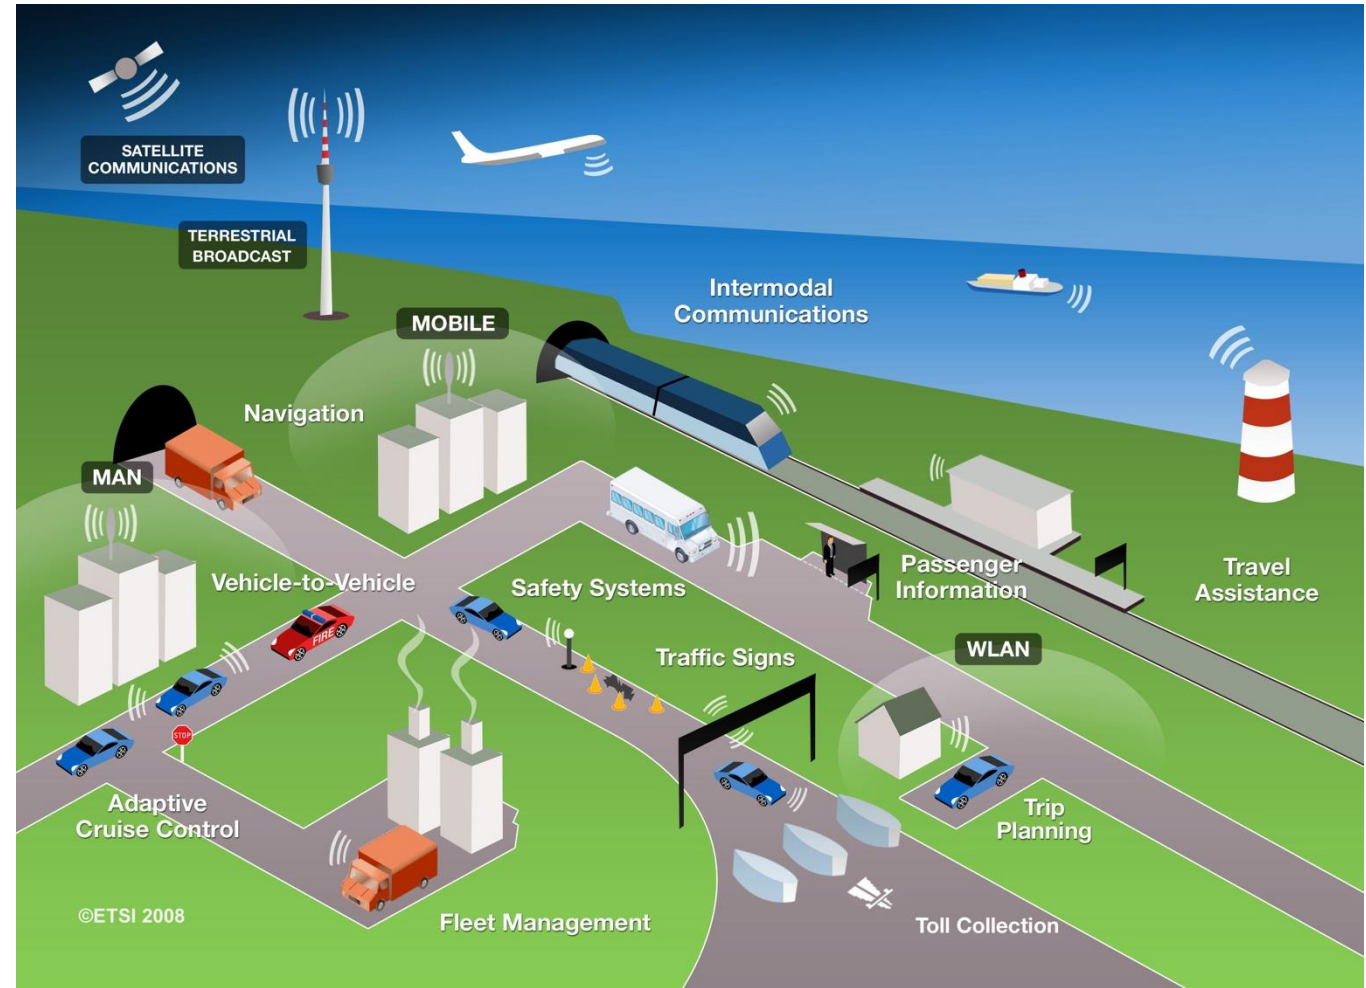 SATELLITE
COMMUNICATIONS
TERRESTRIAL
BROADCAST
Intermodal
Communications
MOBILE
Navigation
MAN
Vehicle-to-Vehicle
Safety Systems
Passenger
Information
Travel
Assistance
FIRE
Traffic Signs
WLAN
STOP
Adaptive
Cruise Control
Trip
Planning
©ETSI 2008
Fleet Management
Toll Collection